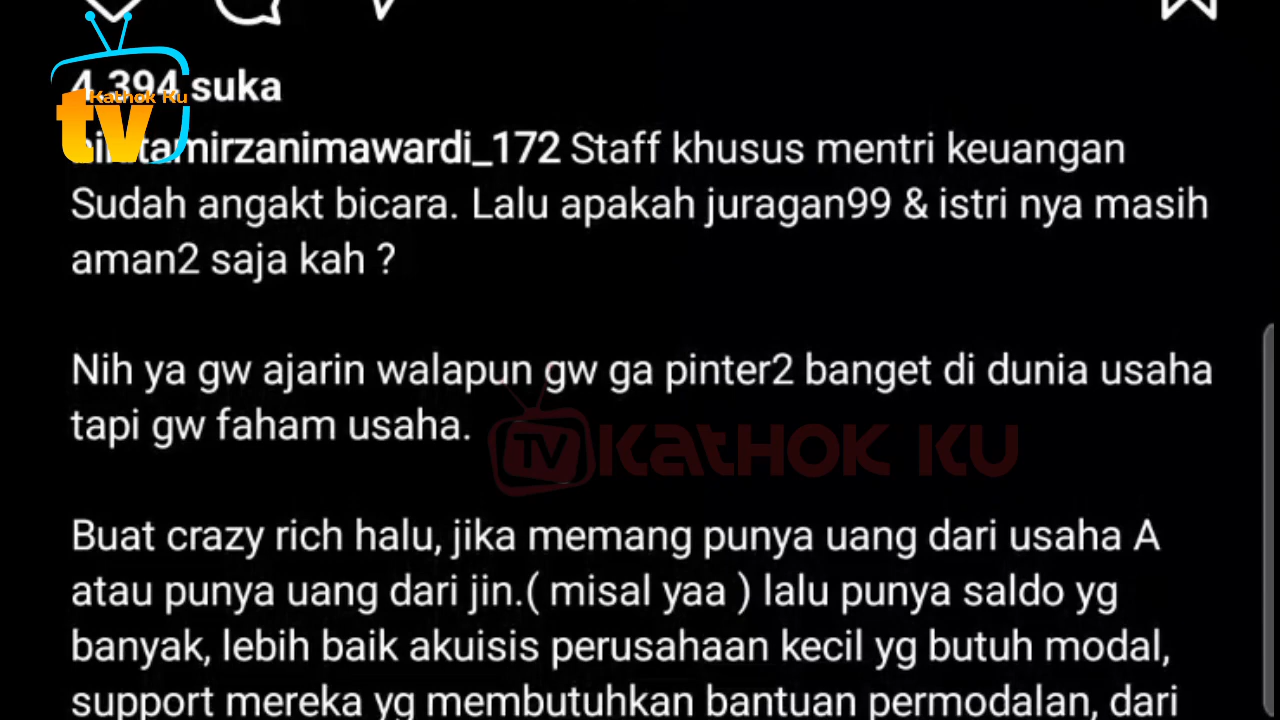 4.394 suka
tv Kathok Ku
mirzanimawardi_172 Staff khusus mentri keuangan
Sudah angakt bicara. Lalu apakah juragan99 & istri nya masih
aman2 saja kah ?
Nih ya gw ajarin walapun gw ga pinter2 banget di dunia usaha
tapi gw faham usaha.
TV KATHOK KU
Buat crazy rich halu, jika memang punya uang dari usaha A
atau punya uang dari jin.( misal yaa ) lalu punya saldo yg
banyak, lebih baik akuisis perusahaan kecil yg butuh modal,
support mereka yg membutuhkan bantuan permodalan, dari